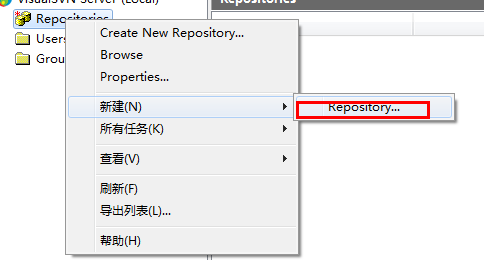 VisualSVN Server (Local)
Repositories
Repositories
Users
Grou
Create New Repository...
Browse
Properties...
新建(N)
Repository...
所有任务(K)
查看(V)
刷新(F)
导出列表(L)...
帮助(H)